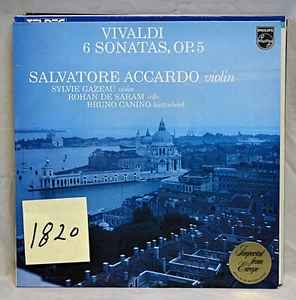 VIVALDI
6 SONATAS, OP.5
PHILIPS
SALVATORE ACCARDO violin
SYLVIE GAZEAU violin
ROHAN DE SARAM cello
BRUNO CANINO harpsichord
1820
Imported
from
Europe